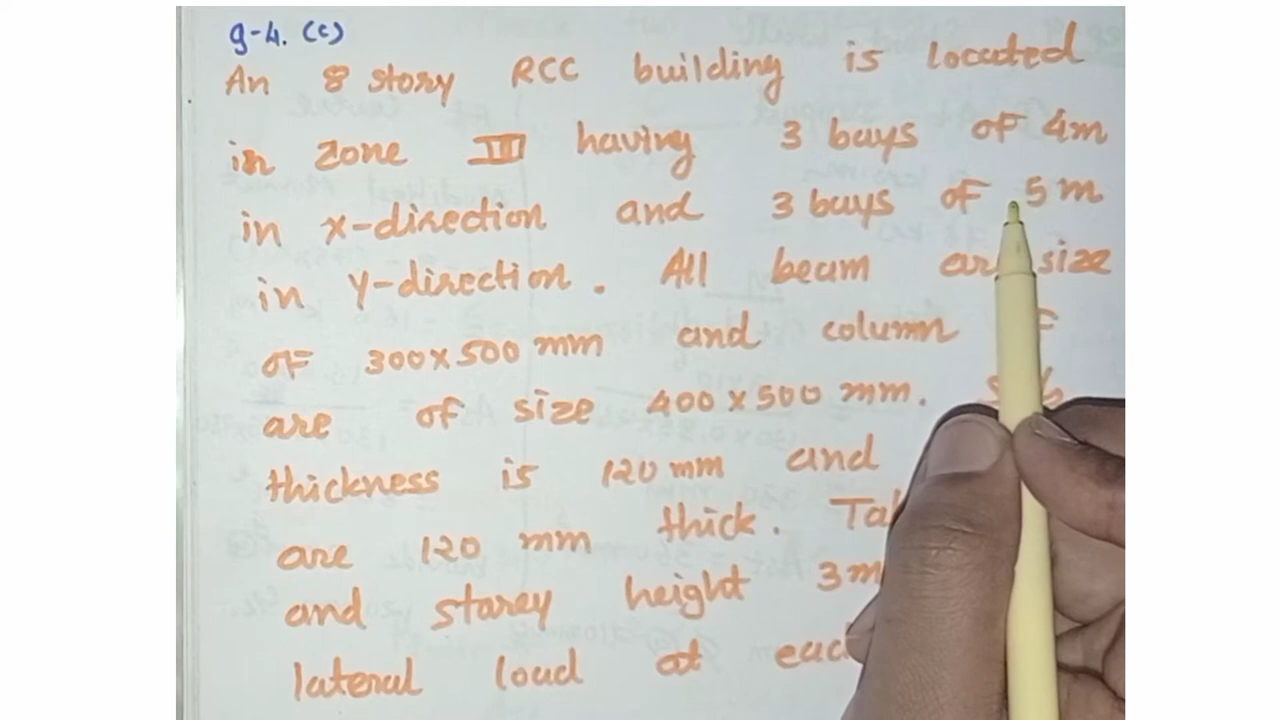 q-4. (c)
An 8 story RCC building is located
in zone III having 3 bays of 4m
in x-direction and 3 bays of 5m
in y-direction. All beam are size
of 300x500 mm and column
are of size 400x500 mm.
thickness is 120 mm and
are 120 mm thick.
and storey height 3m
lateral load at each